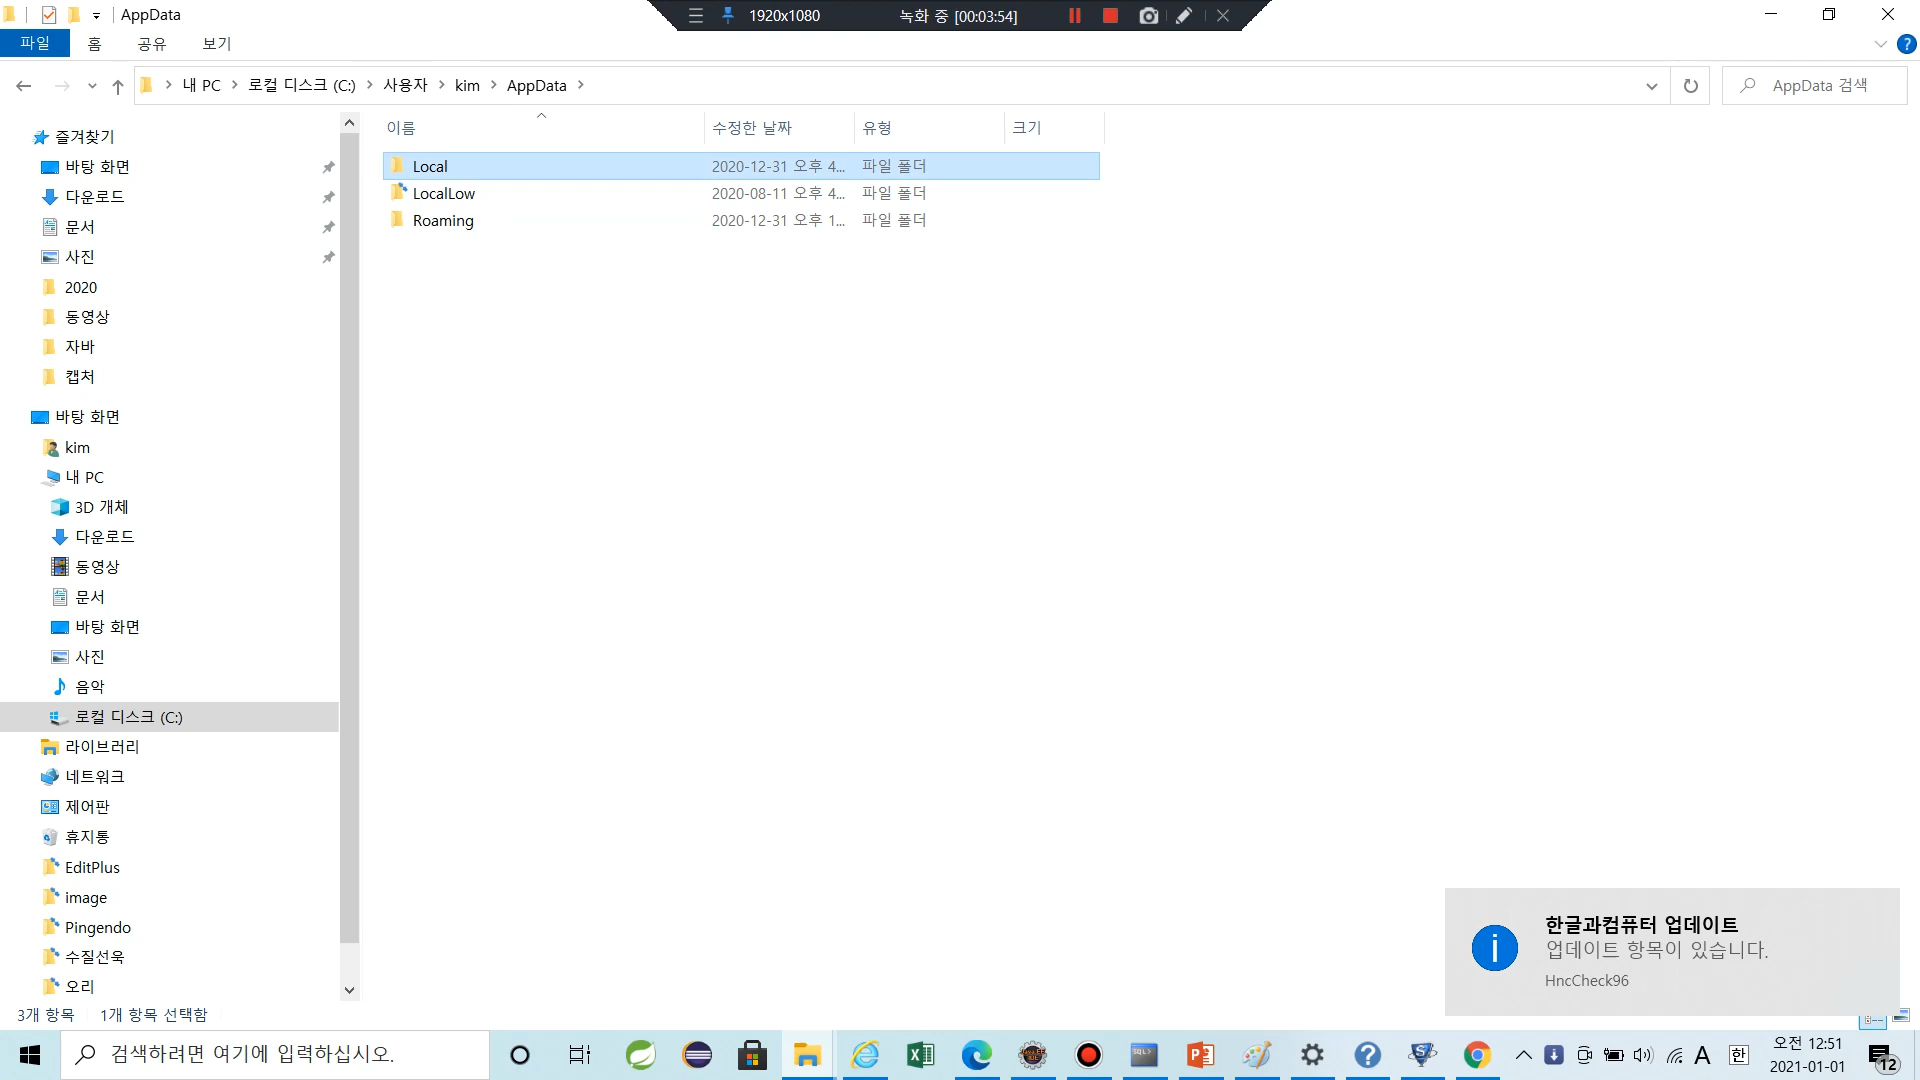 AppData
1920x1080
녹화 중 [00:03:54]
파일
홈
공유
보기
내 PC
로컬 디스크 (C:)
사용자
kim
AppData
AppData 검색
이름
수정한 날짜
유형
크기
Local
2020-12-31 오후 4...
파일 폴더
LocalLow
2020-08-11 오후 4...
파일 폴더
Roaming
2020-12-31 오후 1...
파일 폴더
즐겨찾기
바탕 화면
다운로드
문서
사진
2020
동영상
자바
캡처
바탕 화면
kim
내 PC
3D 개체
다운로드
동영상
문서
바탕 화면
사진
음악
로컬 디스크 (C:)
라이브러리
네트워크
제어판
휴지통
EditPlus
image
Pingendo
수질선욱
오리
3개 항목
1개 항목 선택함
한글과컴퓨터 업데이트
업데이트 항목이 있습니다.
HncCheck96
검색하려면 여기에 입력하십시오.
A
한
오전 12:51
2021-01-01
12